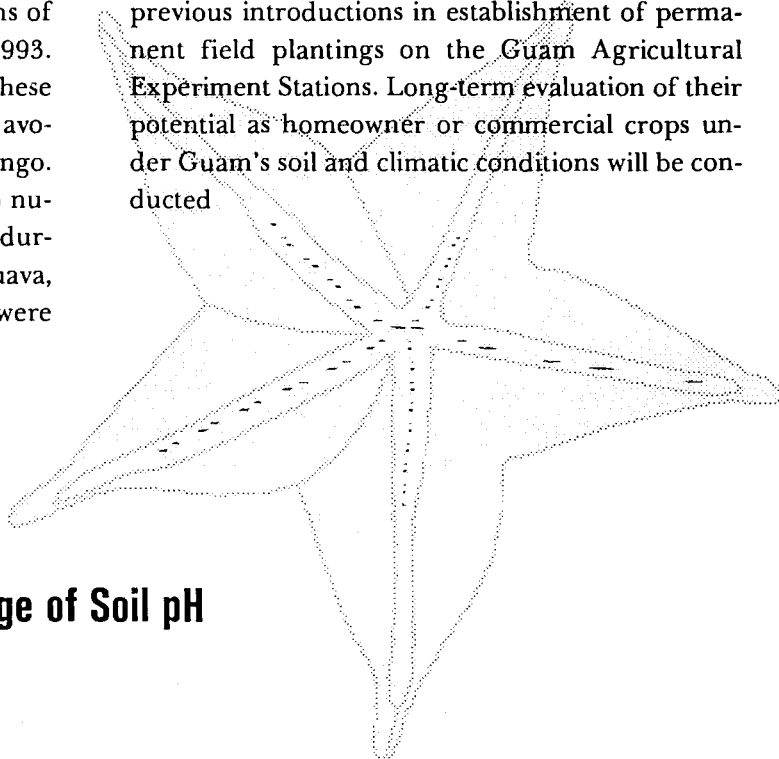 ns of
993.
hese
avo-
ngo.
nu-
dur-
uava,
were
previous introductions in establishment of perma-
nent field plantings on the Guam Agricultural
Experiment Stations. Long-term evaluation of their
potential as homeowner or commercial crops un-
der Guam's soil and climatic conditions will be con-
ducted
ge of Soil pH